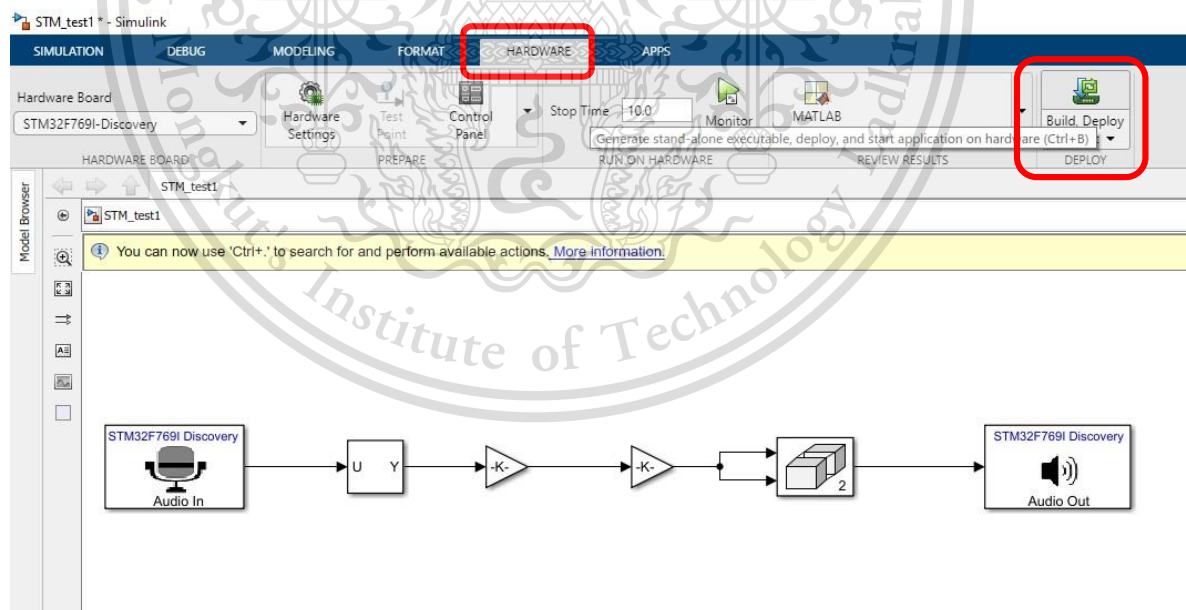 STM_test1 * - Simulink
SIMULATION DEBUG MODELING FORMAT HARDWARE APPS
Hardware Board
STM32F769I-Discovery
Hardware Settings
Test Point
Control Panel
Stop Time 10.0
Monitor
MATLAB
Build, Deploy
Generate stand-alone executable, deploy, and start application on hardware (Ctrl+B)
HARDWARE BOARD PREPARE RUN ON HARDWARE REVIEW RESULTS DEPLOY
Model Browser
STM_test1
STM_test1
You can now use 'Ctrl+.' to search for and perform available actions. More information.
STM32F769I Discovery
Audio In
U Y
-K-
-K-
2
STM32F769I Discovery
Audio Out
Mongkut's Institute of Technology